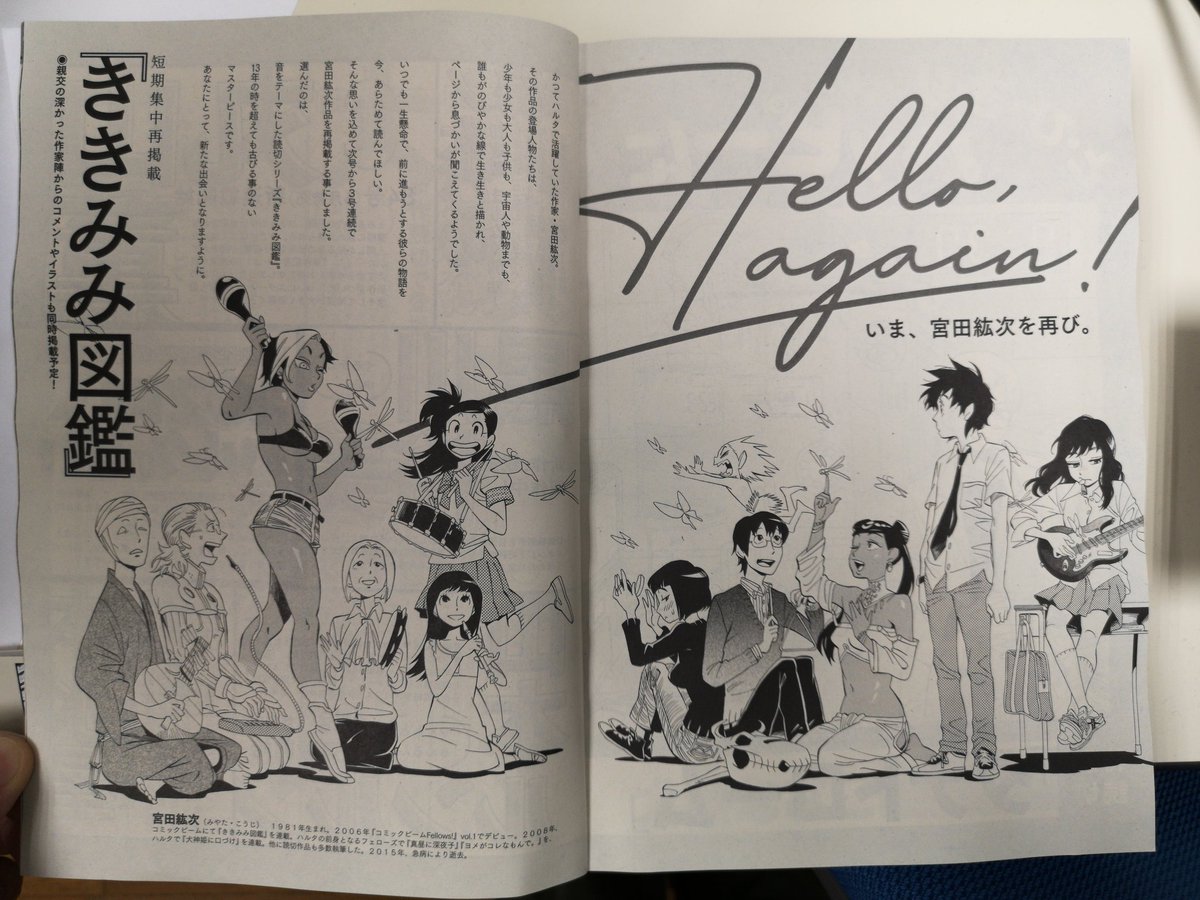 Hello,
again!
いま、宮田紘次を再び。
かつてハルタで活躍していた作家・宮田紘次。
その作品の登場人物たちは、
少年も少女も大人も子供も、宇宙人や動物までも、
誰もがのびやかな線で生き生きと描かれ、
ページから息づかいが聞こえてくるようでした。
いつでも一生懸命で、前に進もうとする彼らの物語を
今、あらためて読んでほしい。
そんな思いを込めて次号から3号連続で
宮田紘次作品を再掲載する事にしました。
選んだのは、
音をテーマにした読切シリーズ『ききみみ図鑑』。
13年の時を超えても古びる事のない
マスターピースです。
あなたにとって、新たな出会いとなりますように。
短期集中再掲載
『ききみみ図鑑』
◉親交の深かった作家陣からのコメントやイラストも同時掲載予定！
宮田紘次（みやた・こうじ） 1981年生まれ。2006年『コミックビームFellows!』vol.1でデビュー。2008年、
コミックビームにて『ききみみ図鑑』を連載。ハルタの前身となるフェローズで『真昼に深夜子』『ヨメがコレなもんで。』を、
ハルタで『犬神姫に口づけ』を連載。他に読切作品も多数執筆した。2015年、急病により逝去。